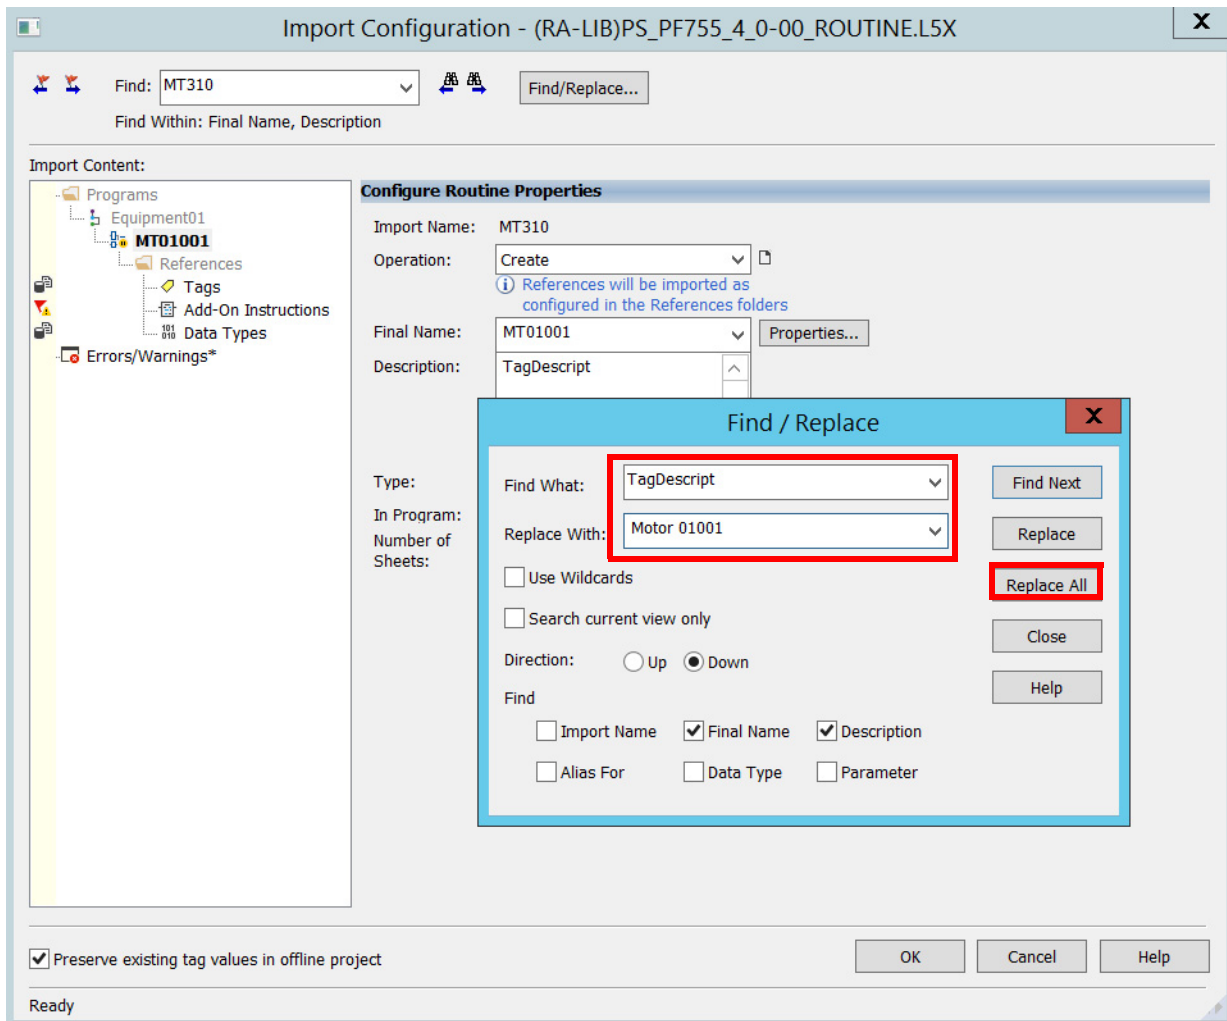 Import Configuration - (RA-LIB)PS_PF755_4_0-00_ROUTINE.L5X
X
Find: MT310
Find/Replace...
Find Within: Final Name, Description
Import Content:
Programs
Equipment01
MT01001
References
Tags
Add-On Instructions
Data Types
Errors/Warnings*
Configure Routine Properties
Import Name: MT310
Operation: Create
References will be imported as
configured in the References folders
Final Name: MT01001 Properties...
Description: TagDescript
Type:
In Program:
Number of
Sheets:
Find / Replace
X
Find What: TagDescript Find Next
Replace With: Motor 01001 Replace
Use Wildcards Replace All
Search current view only
Close
Direction: Up Down
Help
Find
Import Name Final Name Description
Alias For Data Type Parameter
Preserve existing tag values in offline project
OK Cancel Help
Ready